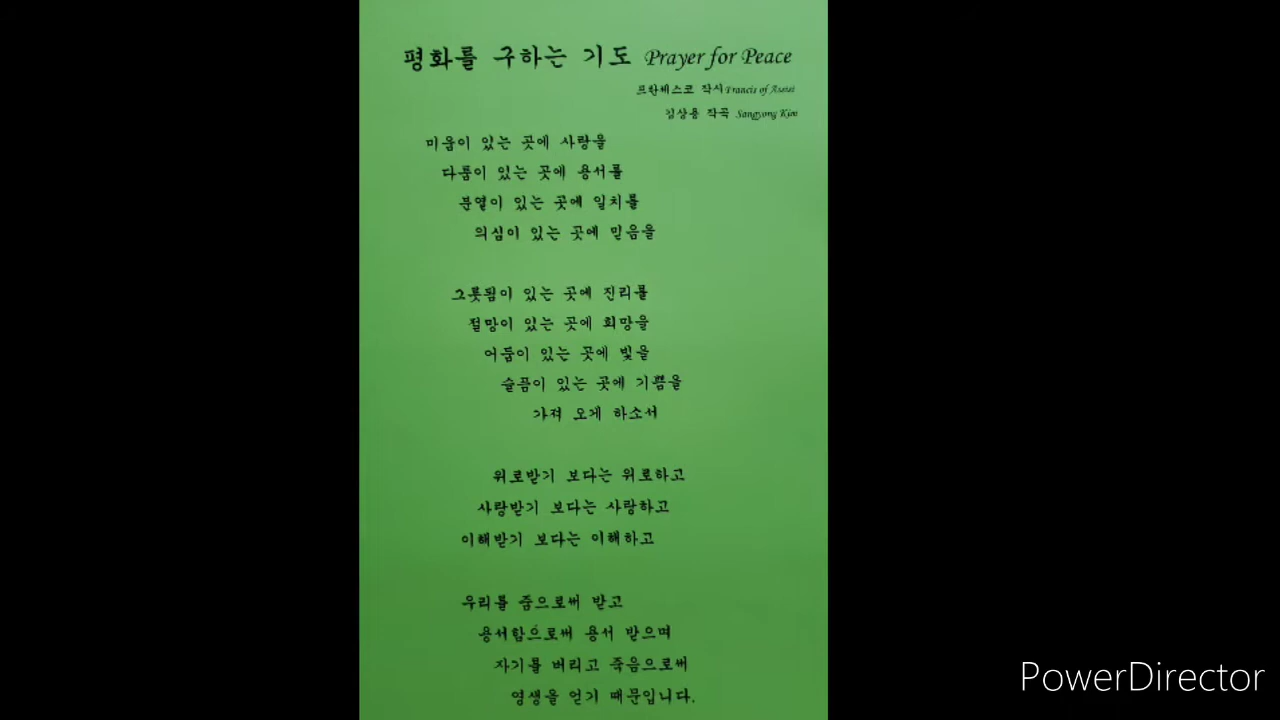 평화를 구하는 기도 Prayer for Peace
프란체스코 작시 Francis of Assisi
김상용 작곡 Sangyong Kim
미움이 있는 곳에 사랑을
다툼이 있는 곳에 용서를
분열이 있는 곳에 일치를
의심이 있는 곳에 믿음을
그릇됨이 있는 곳에 진리를
절망이 있는 곳에 희망을
어둠이 있는 곳에 빛을
슬픔이 있는 곳에 기쁨을
가져 오게 하소서
위로받기 보다는 위로하고
사랑받기 보다는 사랑하고
이해받기 보다는 이해하고
우리를 줌으로써 받고
용서함으로써 용서 받으며
자기를 버리고 죽음으로써
영생을 얻기 때문입니다.
PowerDirector